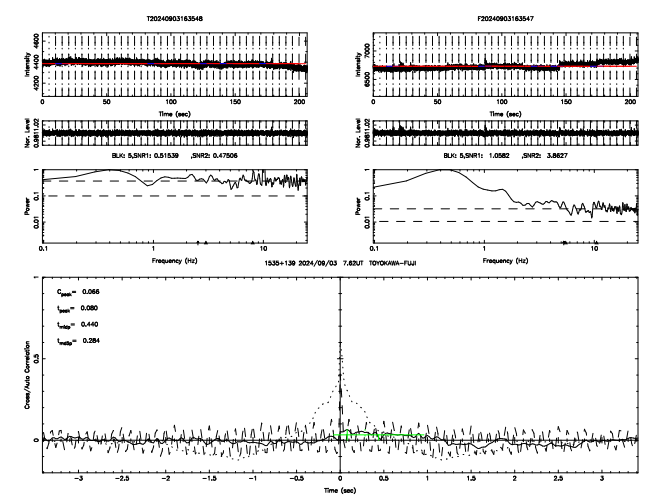 T20240903163548
F20240903163547
Intensity
4200
4400
4600
0
50
100
150
200
Time (sec)
Intensity
6500
7000
0
50
100
150
200
Time (sec)
Nor. Level
Nor. Level
BLK: 5,SNR1: 0.51539 ,SNR2: 0.47506
BLK: 5,SNR1: 1.0582 ,SNR2: 3.8627
Power
1
0.1
0.01
0.1
1
10
Frequency (Hz)
Power
1
0.1
0.01
0.1
1
10
Frequency (Hz)
1535+139 2024/09/03 7.62UT TOYOKAWA-FUJI
Cpeak= 0.066
tpeak= 0.080
tmidp= 0.440
Cross/Auto Correlation
1
0.5
0
-3
-2.5
-2
-1.5
-1
-0.5
0
0.5
1
1.5
2
2.5
3
Time (sec)